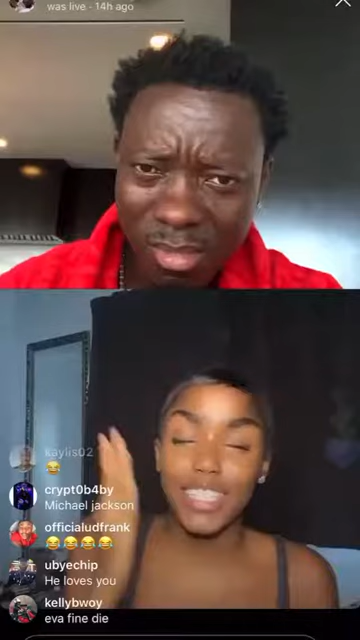 was live · 14h ago
kaylis02
😂
crypt0b4by
Michael jackson
officialudfrank
😂😂😂😂
ubyechip
He loves you
kellybwoy
eva fine die